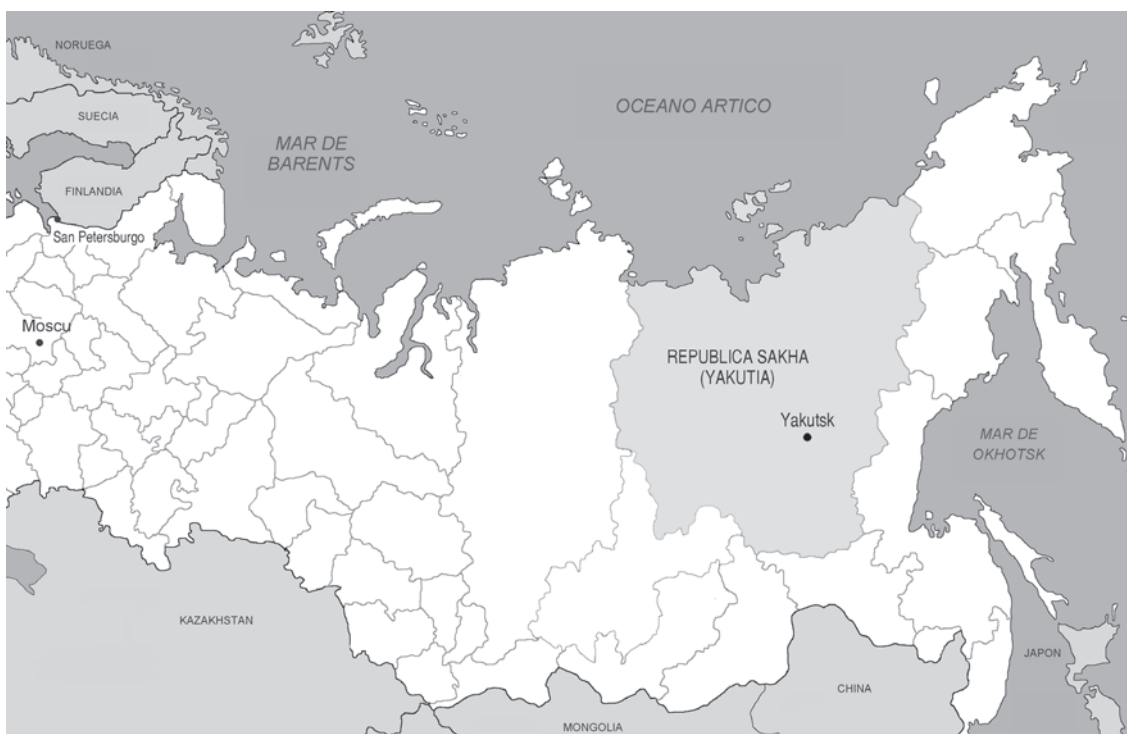 NORUEGA
SUECIA
FINLANDIA
San Petersburgo
Moscu
MAR DE
BARENTS
OCEANO ARTICO
REPUBLICA SAKHA
(YAKUTIA)
Yakutsk
MAR DE
OKHOTSK
KAZAKHSTAN
MONGOLIA
CHINA
JAPON